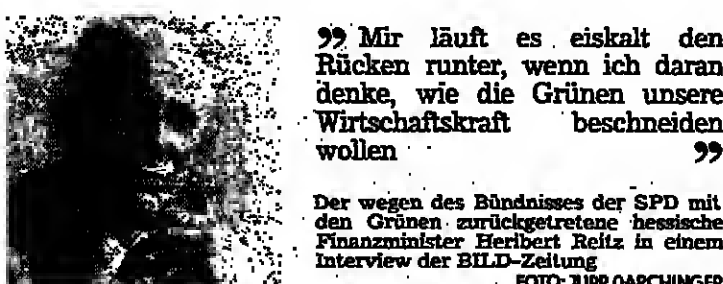 „ Mir läuft es eiskalt den
Rücken runter, wenn ich daran
denke, wie die Grünen unsere
Wirtschaftskraft beschneiden
wollen ”
Der wegen des Bündnisses der SPD mit
den Grünen zurückgetretene hessische
Finanzminister Heribert Reitz in einem
Interview der BILD-Zeitung
FOTO: JUPP DARCHINGER